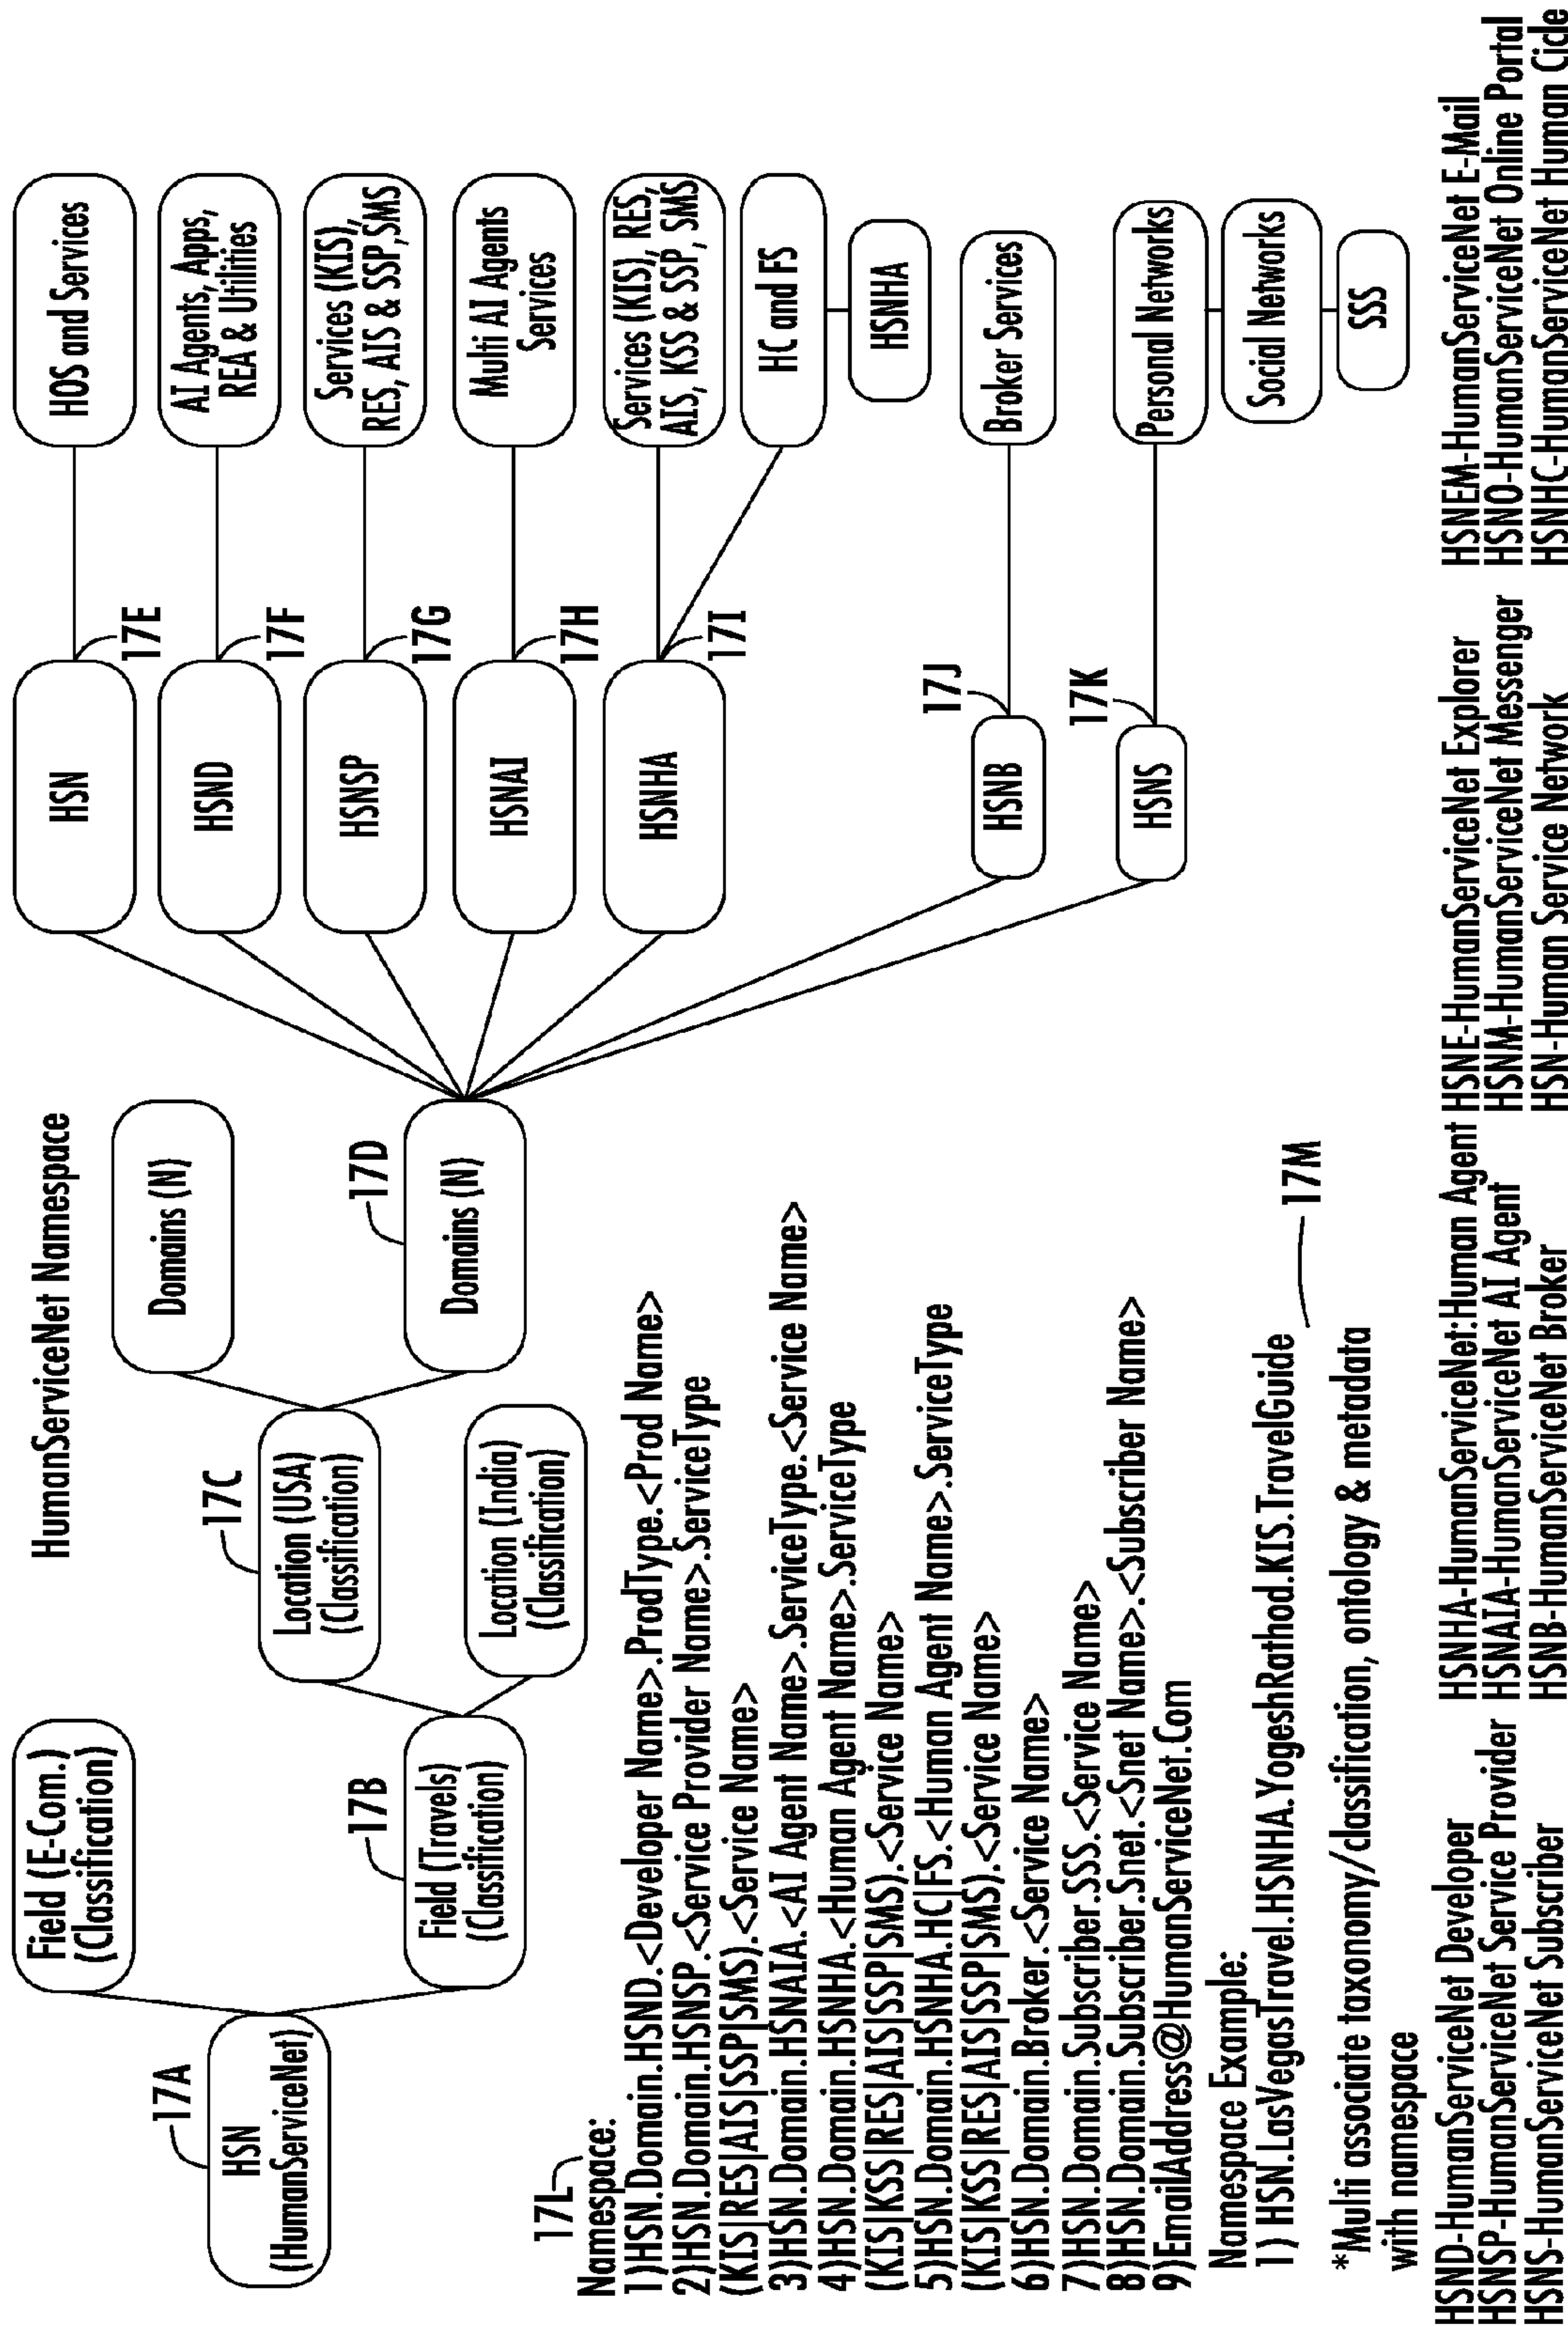 HumanServiceNet Namespace
17A
HSN
(HumanServiceNet)
Field (E-Com.)
(Classification)
17B
Field (Travels)
(Classification)
17C
Location (USA)
(Classification)
Location (India)
(Classification)
Domains (N)
17D
Domains (N)
HSN
17E
HOS and Services
HSND
17F
AI Agents, Apps,
REA & Utilities
HSNSP
17G
Services (KIS),
RES, AIS & SSP,SMS
HSNAI
17H
Multi AI Agents
Services
HSNHA
17I
Services (KIS), RES,
AIS, KSS & SSP, SMS
HC and FS
HSNHA
HSNB
17J
Broker Services
HSNS
17K
Personal Networks
Social Networks
SSS
17L
Namespace:
1)HSN.Domain.HSND.<Developer Name>.ProdType.<Prod Name>
2)HSN.Domain.HSNSP.<Service Provider Name>.ServiceType
(KIS|RES|AIS|SSP|SMS).<Service Name>
3)HSN.Domain.HSNAIA.<AI Agent Name>.ServiceType.<Service Name>
4)HSN.Domain.HSNHA.<Human Agent Name>.ServiceType
(KIS|KSS|RES|AIS|SSP|SMS).<Service Name>
5)HSN.Domain.HSNHA.HC|FS.<Human Agent Name>.ServiceType
(KIS|KSS|RES|AIS|SSP|SMS).<Service Name>
6)HSN.Domain.Broker.<Service Name>
7)HSN.Domain.Subscriber.SSS.<Service Name>
8)HSN.Domain.Subscriber.Snet.<Snet Name>.<Subscriber Name>
9)EmailAddress@HumanServiceNet.Com
Namespace Example:
1) HSN.LasVegasTravel.HSNHA.YogeshRathod.KIS.TravelGuide
17M
*Multi associate taxonomy/classification, ontology & metadata
with namespace
HSND-HumanServiceNet Developer
HSNSP-HumanServiceNet Service Provider
HSNS-HumanServiceNet Subscriber
HSNHA-HumanServiceNet:Human Agent
HSNAIA-HumanServiceNet AI Agent
HSNB-HumanServiceNet Broker
HSNE-HumanServiceNet Explorer
HSNM-HumanServiceNet Messenger
HSN-Human Service Network
HSNEM-HumanServiceNet E-Mail
HSNO-HumanServiceNet Online Portal
HSNHC-HumanServiceNet Human Cicle